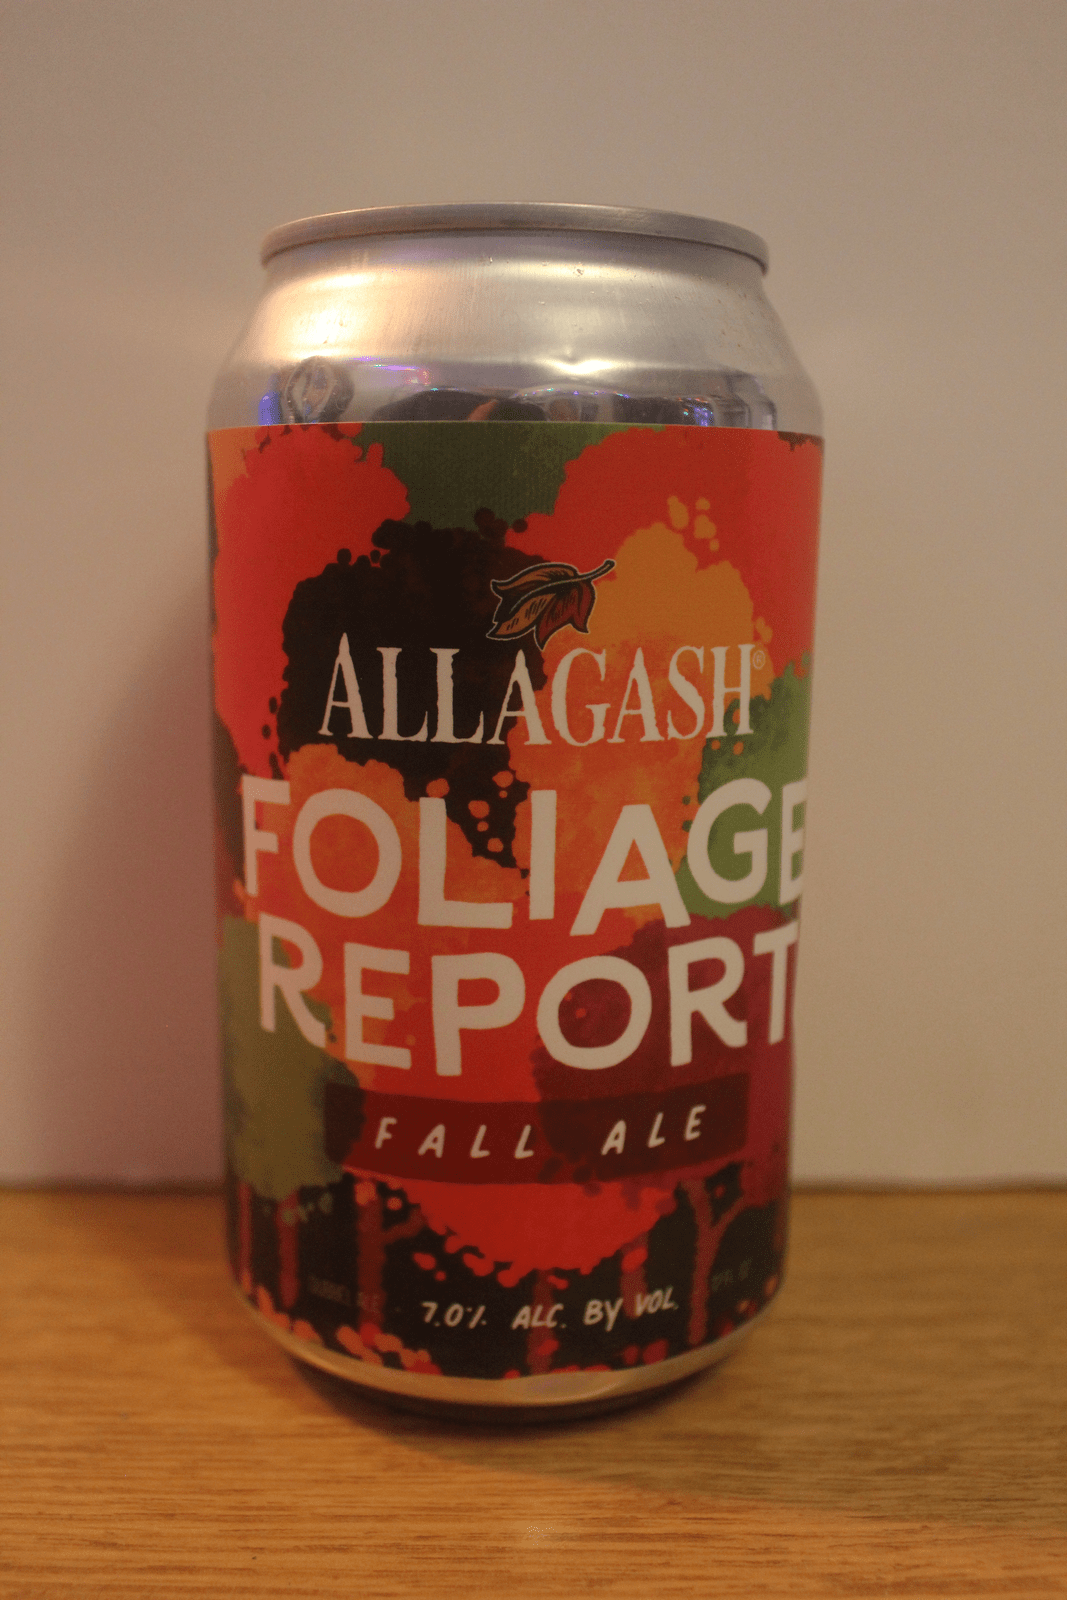 ALLAGASH®
FOLIAGE
REPORT
FALL ALE
7.0% ALC. BY VOL.